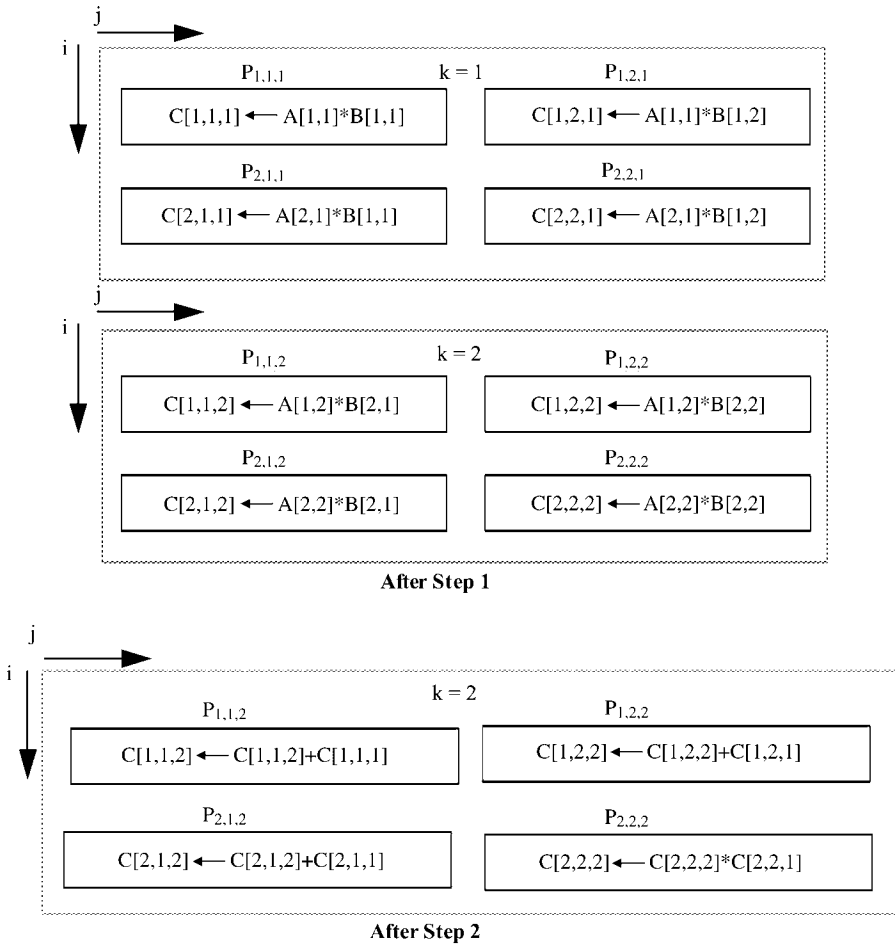 j
i
P1,1,1 k = 1 P1,2,1
C[1,1,1] ← A[1,1]*B[1,1] C[1,2,1] ← A[1,1]*B[1,2]
P2,1,1 P2,2,1
C[2,1,1] ← A[2,1]*B[1,1] C[2,2,1] ← A[2,1]*B[1,2]
j
i
P1,1,2 k = 2 P1,2,2
C[1,1,2] ← A[1,2]*B[2,1] C[1,2,2] ← A[1,2]*B[2,2]
P2,1,2 P2,2,2
C[2,1,2] ← A[2,2]*B[2,1] C[2,2,2] ← A[2,2]*B[2,2]
After Step 1
j
i
P1,1,2 k = 2 P1,2,2
C[1,1,2] ← C[1,1,2]+C[1,1,1] C[1,2,2] ← C[1,2,2]+C[1,2,1]
P2,1,2 P2,2,2
C[2,1,2] ← C[2,1,2]+C[2,1,1] C[2,2,2] ← C[2,2,2]*C[2,2,1]
After Step 2